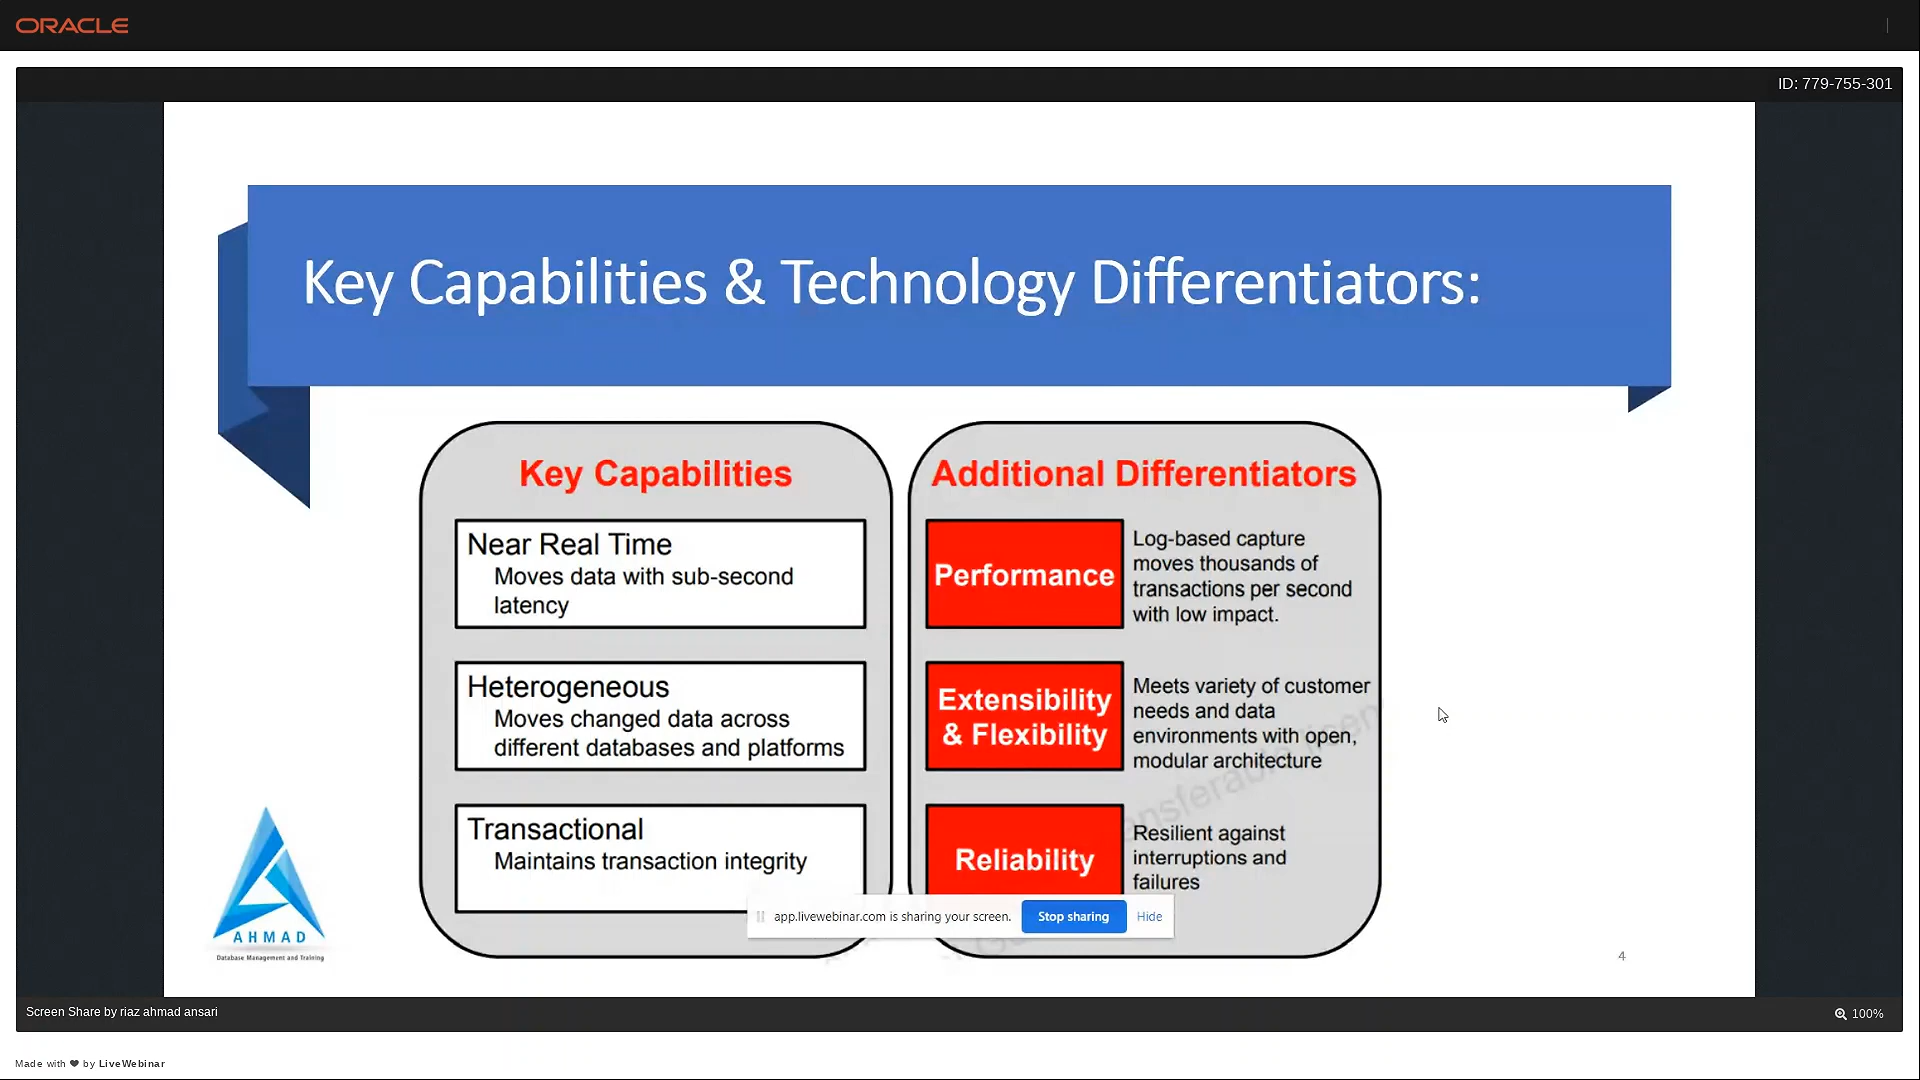 ORACLE
ID: 779-755-301
Key Capabilities & Technology Differentiators:
Key Capabilities
Near Real Time
Moves data with sub-second
latency
Heterogeneous
Moves changed data across
different databases and platforms
Transactional
Maintains transaction integrity
Additional Differentiators
Performance
Log-based capture
moves thousands of
transactions per second
with low impact.
Extensibility
& Flexibility
Meets variety of customer
needs and data
environments with open,
modular architecture
Reliability
Resilient against
interruptions and
failures
AHMAD
Database Management and Training
app.livewebinar.com is sharing your screen.
Stop sharing
Hide
4
Screen Share by riaz ahmad ansari
100%
Made with ❤ by LiveWebinar